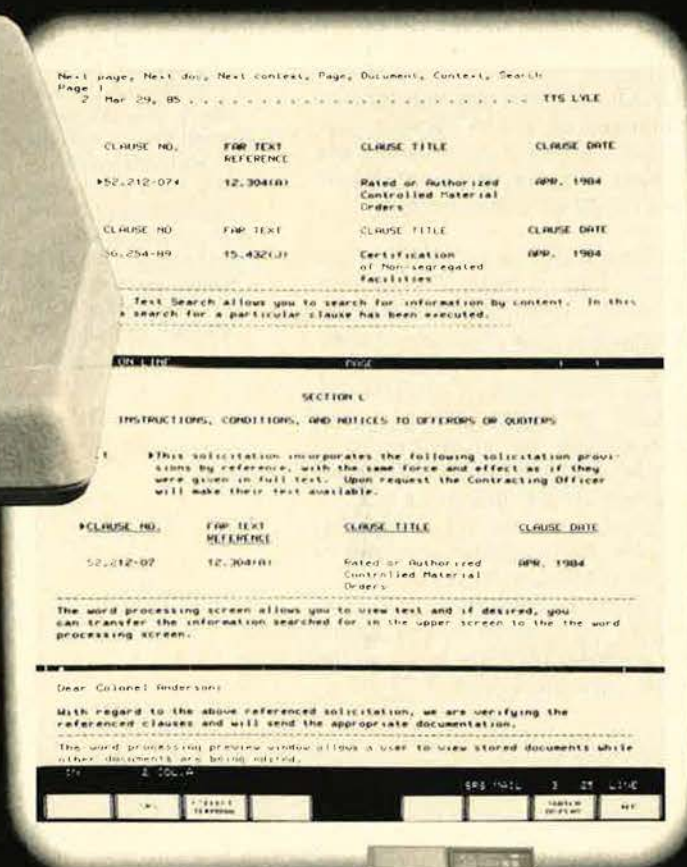 Next page, Next doc, Next context, Page, Document, Context, Search
Page 1
2 Mar 29, 85 . . . . . . . . . . . . . . . . . . . . . . . . . . . . TTS LYLE
CLAUSE NO. FAR TEXT CLAUSE TITLE CLAUSE DATE
REFERENCE
52.212-07 12.304(A) Rated or Authorized APR. 1984
Controlled Material
Orders
CLAUSE NO FAR TEXT CLAUSE TITLE CLAUSE DATE
56.254-89 15.432(J) Certification APR. 1984
of Non-segregated
facilities
Text Search allows you to search for information by content. In this
search for a particular clause has been executed.
ON LINE PAGE 1 1
SECTION L
INSTRUCTIONS, CONDITIONS, AND NOTICES TO OFFERORS OR QUOTERS
This solicitation incorporates the following solicitation provi-
sions by reference, with the same force and effect as if they
were given in full text. Upon request the Contracting Officer
will make their text available.
CLAUSE NO. FAR TEXT CLAUSE TITLE CLAUSE DATE
REFERENCE
52.212-07 12.304(A) Rated or Authorized APR. 1984
Controlled Material
Orders
The word processing screen allows you to view text and if desired, you
can transfer the information searched for in the upper screen to the the word
processing screen.
Dear Colonel Anderson:
With regard to the above referenced solicitation, we are verifying the
referenced clauses and will send the appropriate documentation.
The word processing preview window allows a user to view stored documents while
other documents are being edited.
MAIL 3 25 LINE